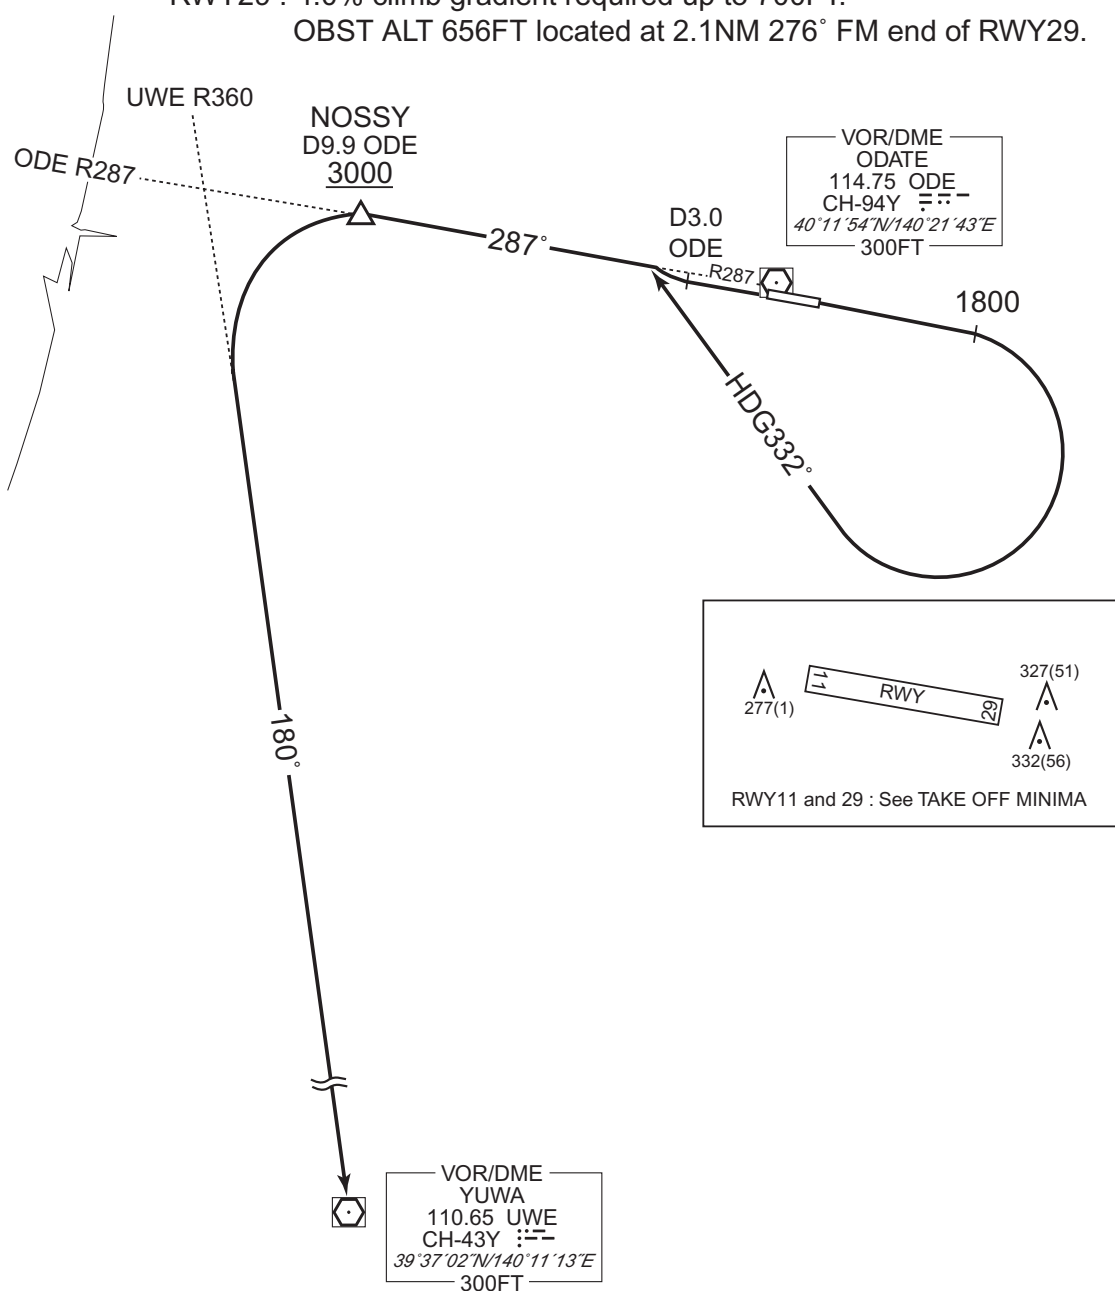 OBST ALT 656FT located at 2.1NM 276° FM end of RWY29.
UWE R360
NOSSY
D9.9 ODE
3000
ODE R287
VOR/DME
ODATE
114.75 ODE
CH-94Y
40°11´54˝N/140°21´43˝E
300FT
D3.0
ODE
287°
R287
1800
HDG332°
11
RWY
29
277(1)
327(51)
332(56)
RWY11 and 29 : See TAKE OFF MINIMA
180°
VOR/DME
YUWA
110.65 UWE
CH-43Y
39°37´02˝N/140°11´13˝E
300FT